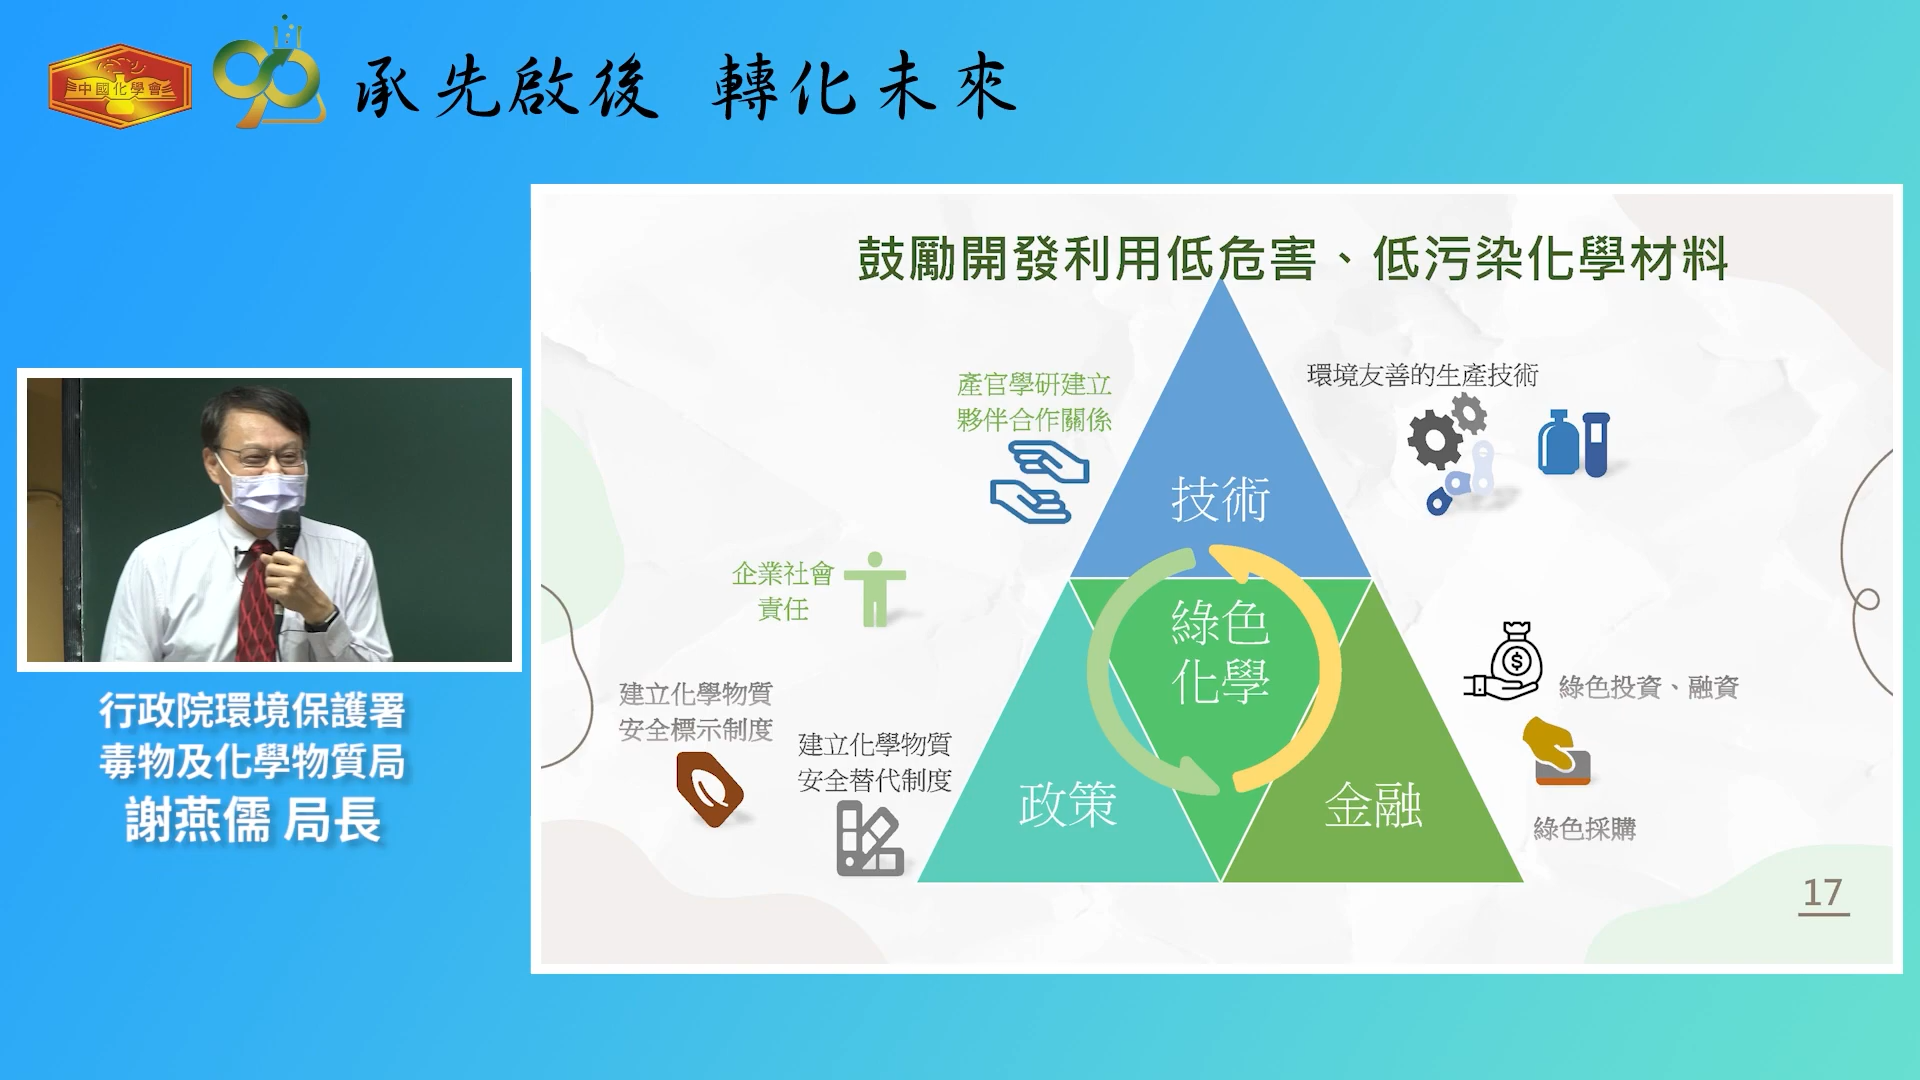 中國化學會
90
承先啟後 轉化未來
鼓勵開發利用低危害、低污染化學材料
產官學研建立
夥伴合作關係
環境友善的生產技術
技術
企業社會
責任
綠色
化學
建立化學物質
安全標示制度
建立化學物質
安全替代制度
綠色投資、融資
政策
金融
綠色採購
17
行政院環境保護署
毒物及化學物質局
謝燕儒 局長